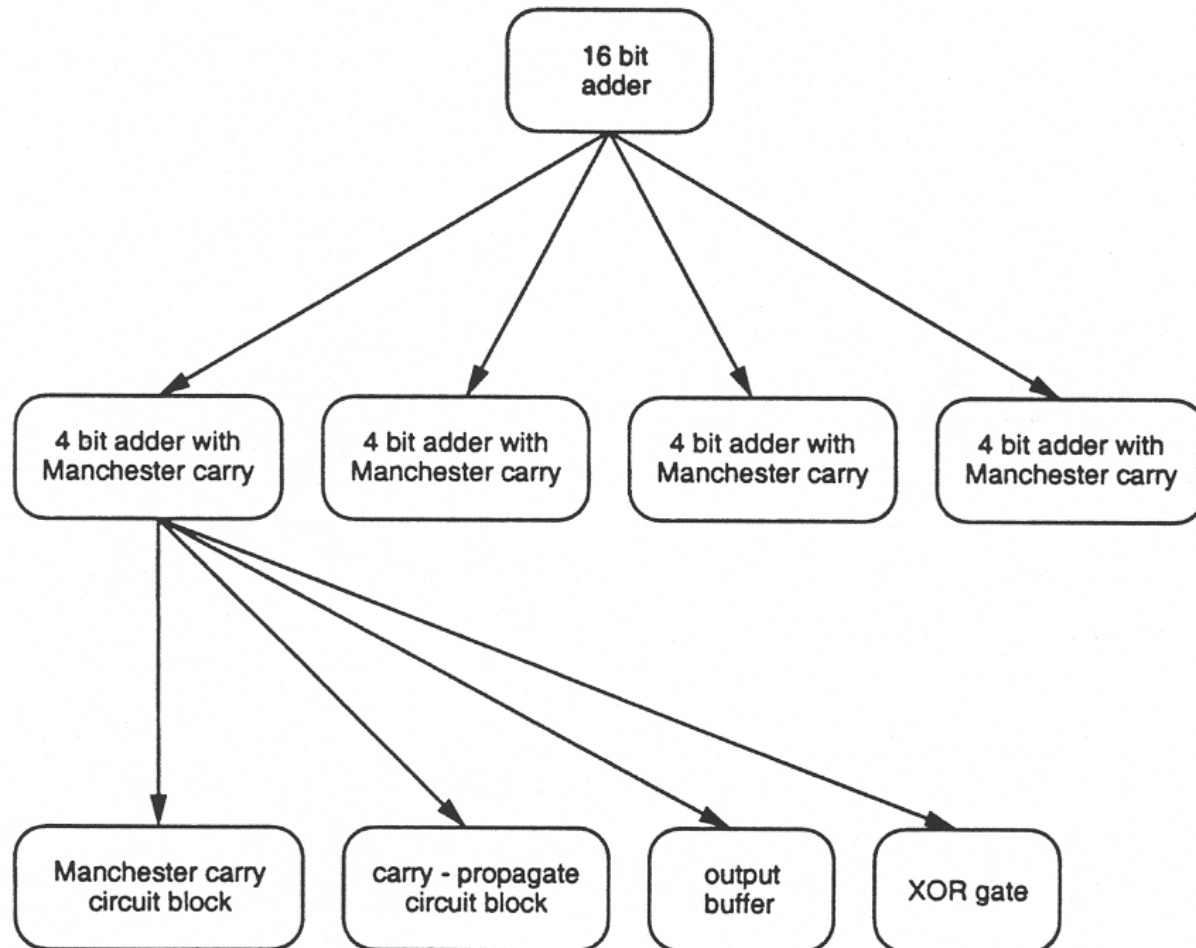 16 bit
adder
4 bit adder with
Manchester carry
4 bit adder with
Manchester carry
4 bit adder with
Manchester carry
4 bit adder with
Manchester carry
Manchester carry
circuit block
carry - propagate
circuit block
output
buffer
XOR gate